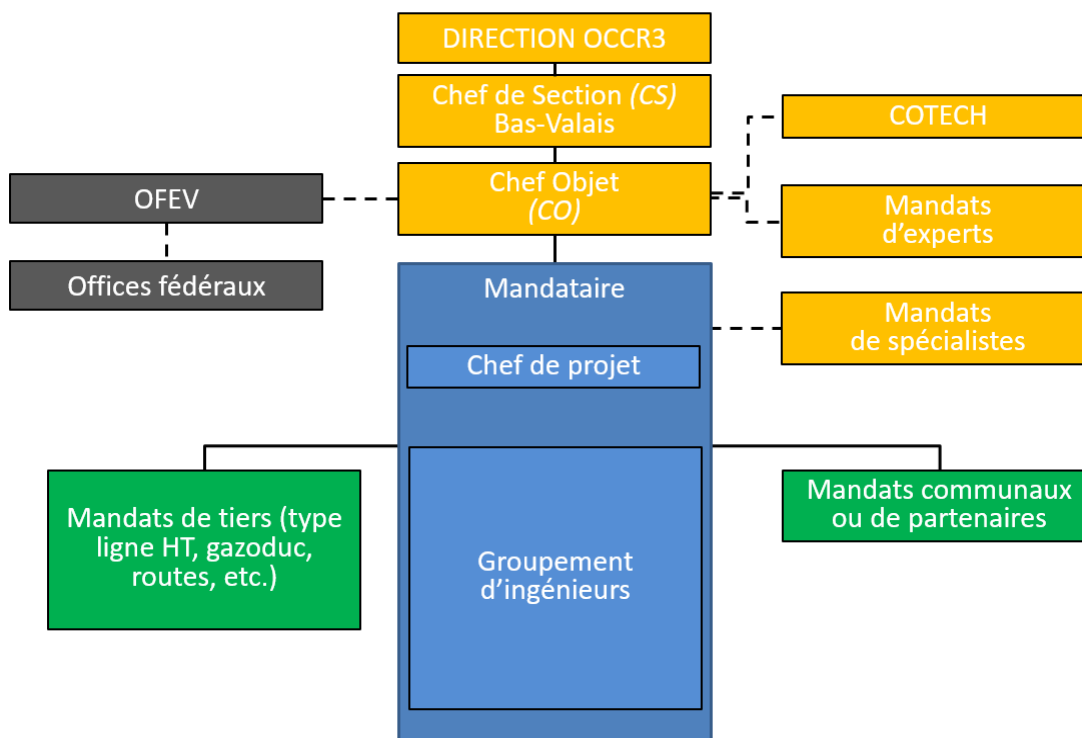 DIRECTION OCCR3
Chef de Section (CS)
Bas-Valais
COTECH
Chef Objet
(CO)
OFEV
Mandats
d'experts
Offices fédéraux
Mandataire
Mandats
de spécialistes
Chef de projet
Mandats de tiers (type
ligne HT, gazoduc,
routes, etc.)
Mandats communaux
ou de partenaires
Groupement
d'ingénieurs